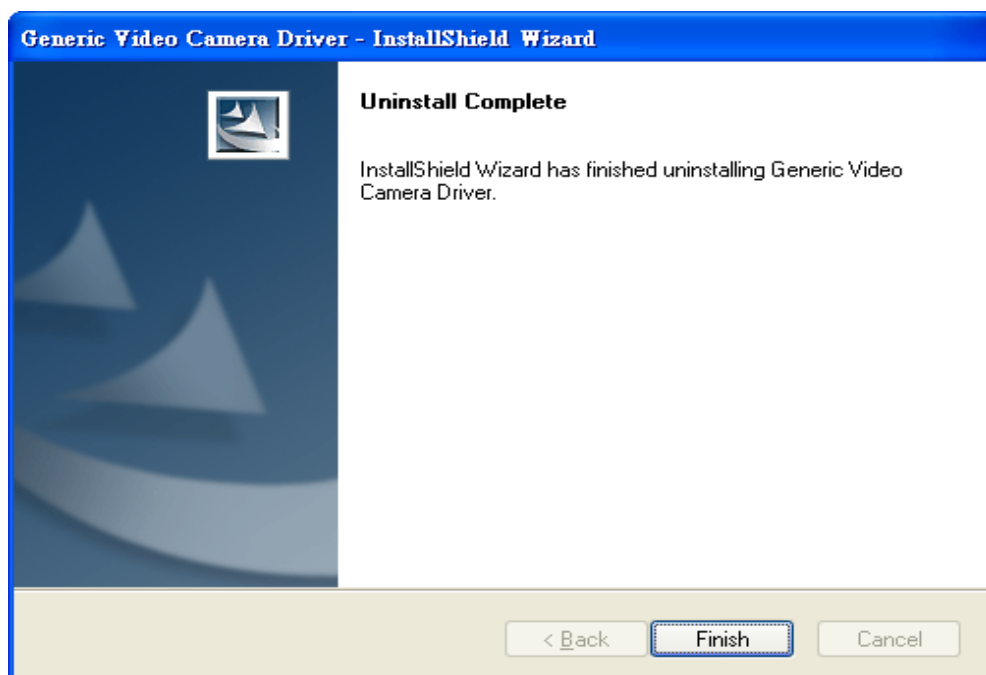 Generic Video Camera Driver - InstallShield Wizard
Uninstall Complete
InstallShield Wizard has finished uninstalling Generic Video
Camera Driver.
< Back
Finish
Cancel